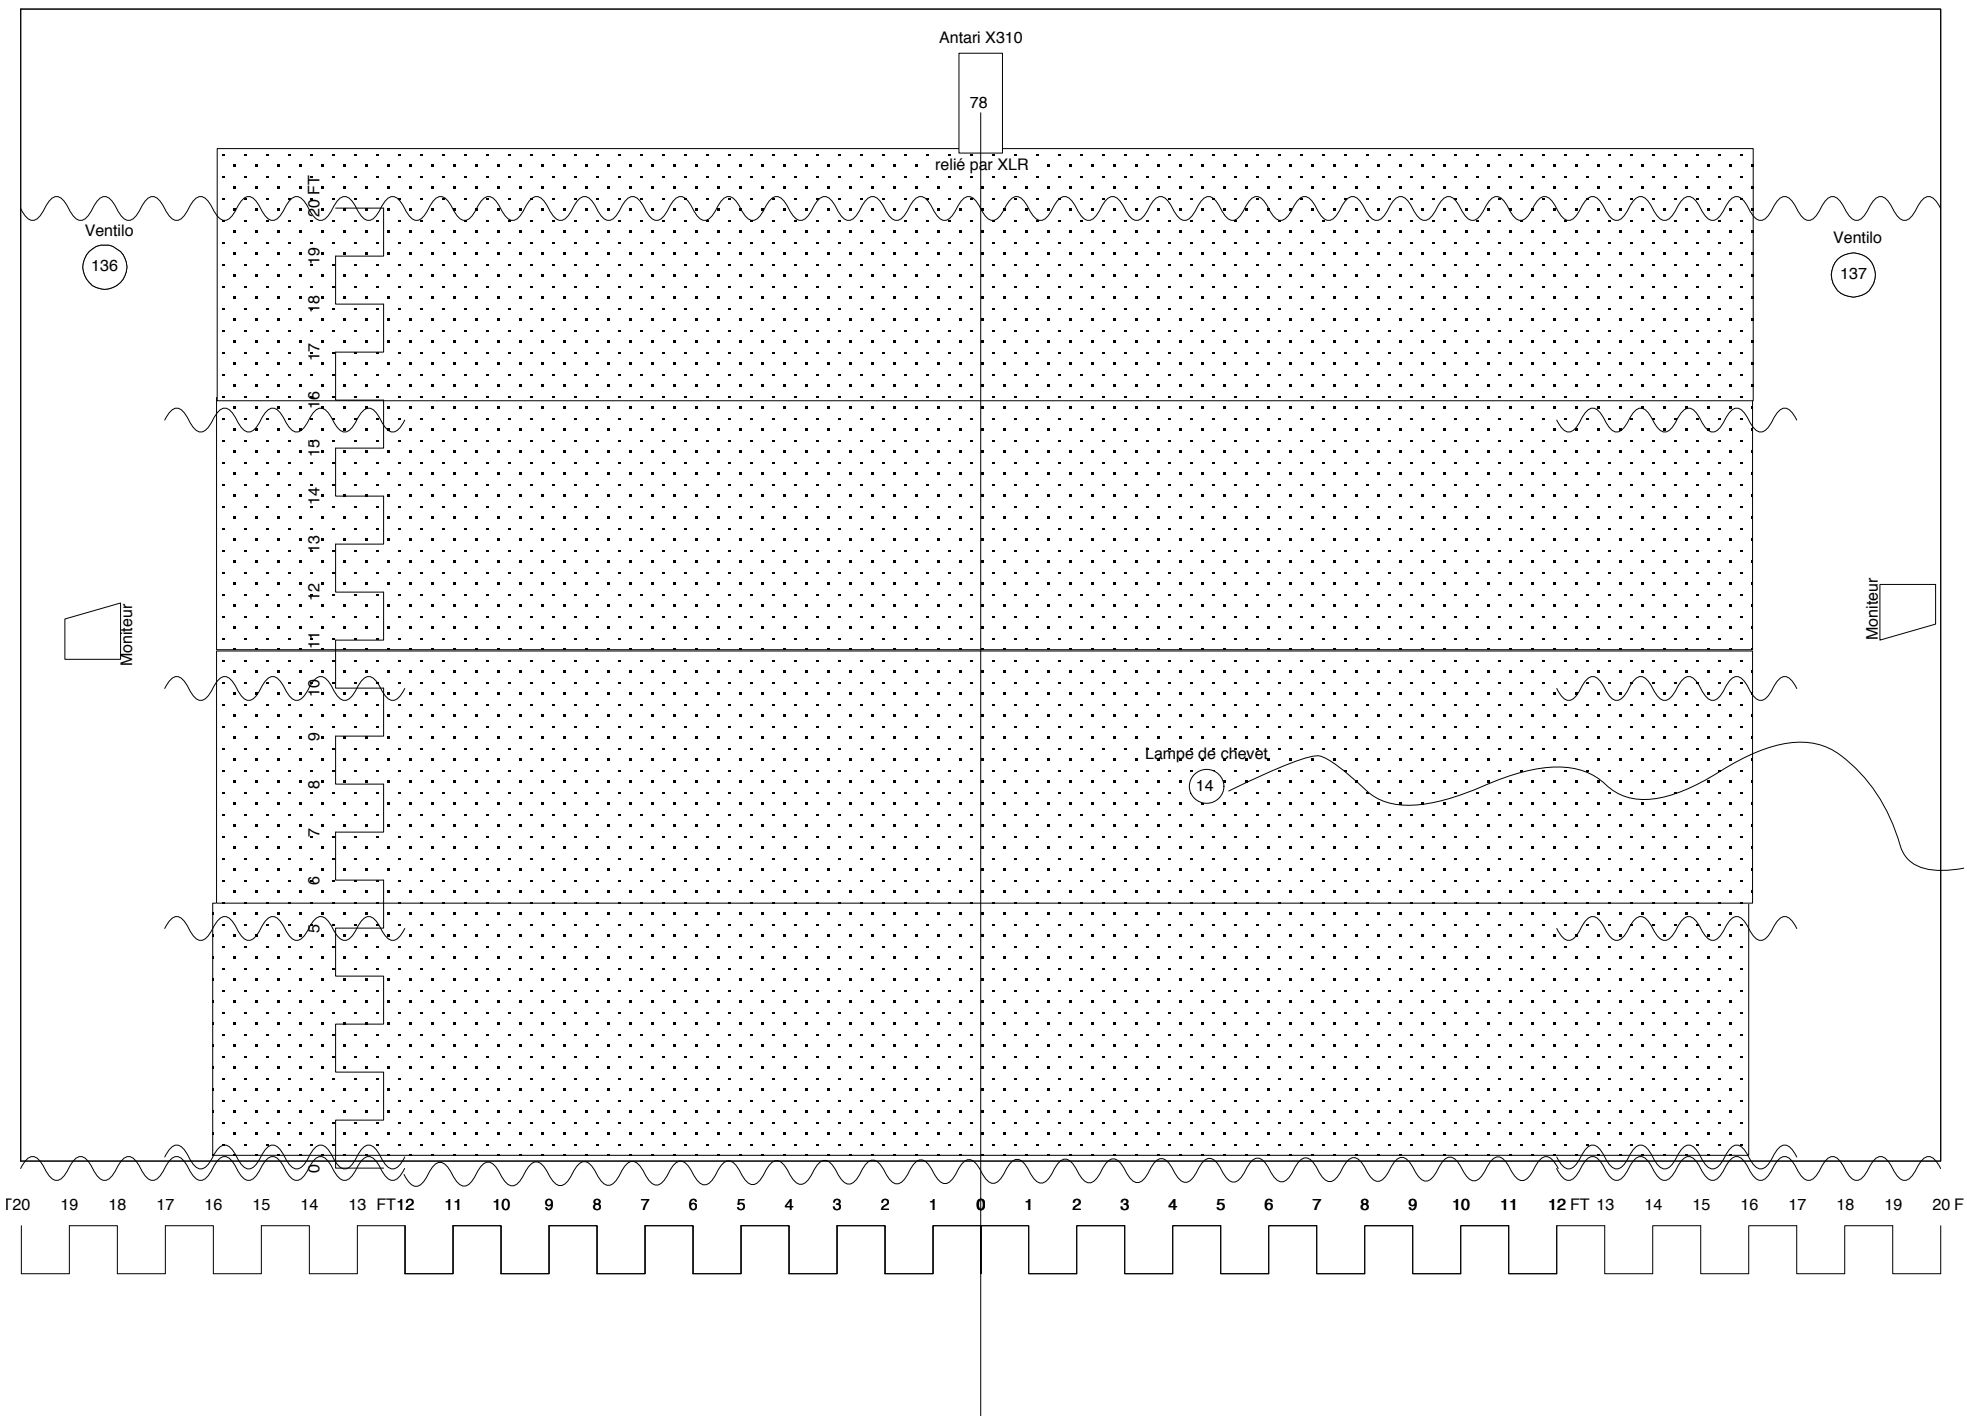 Antari X310
78
relié par XLR
Ventilo
136
Ventilo
137
20 FT
19
18
17
16
15
14
13
12
11
10
9
8
7
6
5
0
Moniteur
Moniteur
Lampe de chevet
14
20 19 18 17 16 15 14 13 FT 12 11 10 9 8 7 6 5 4 3 2 1 0 1 2 3 4 5 6 7 8 9 10 11 12 FT 13 14 15 16 17 18 19 20 F